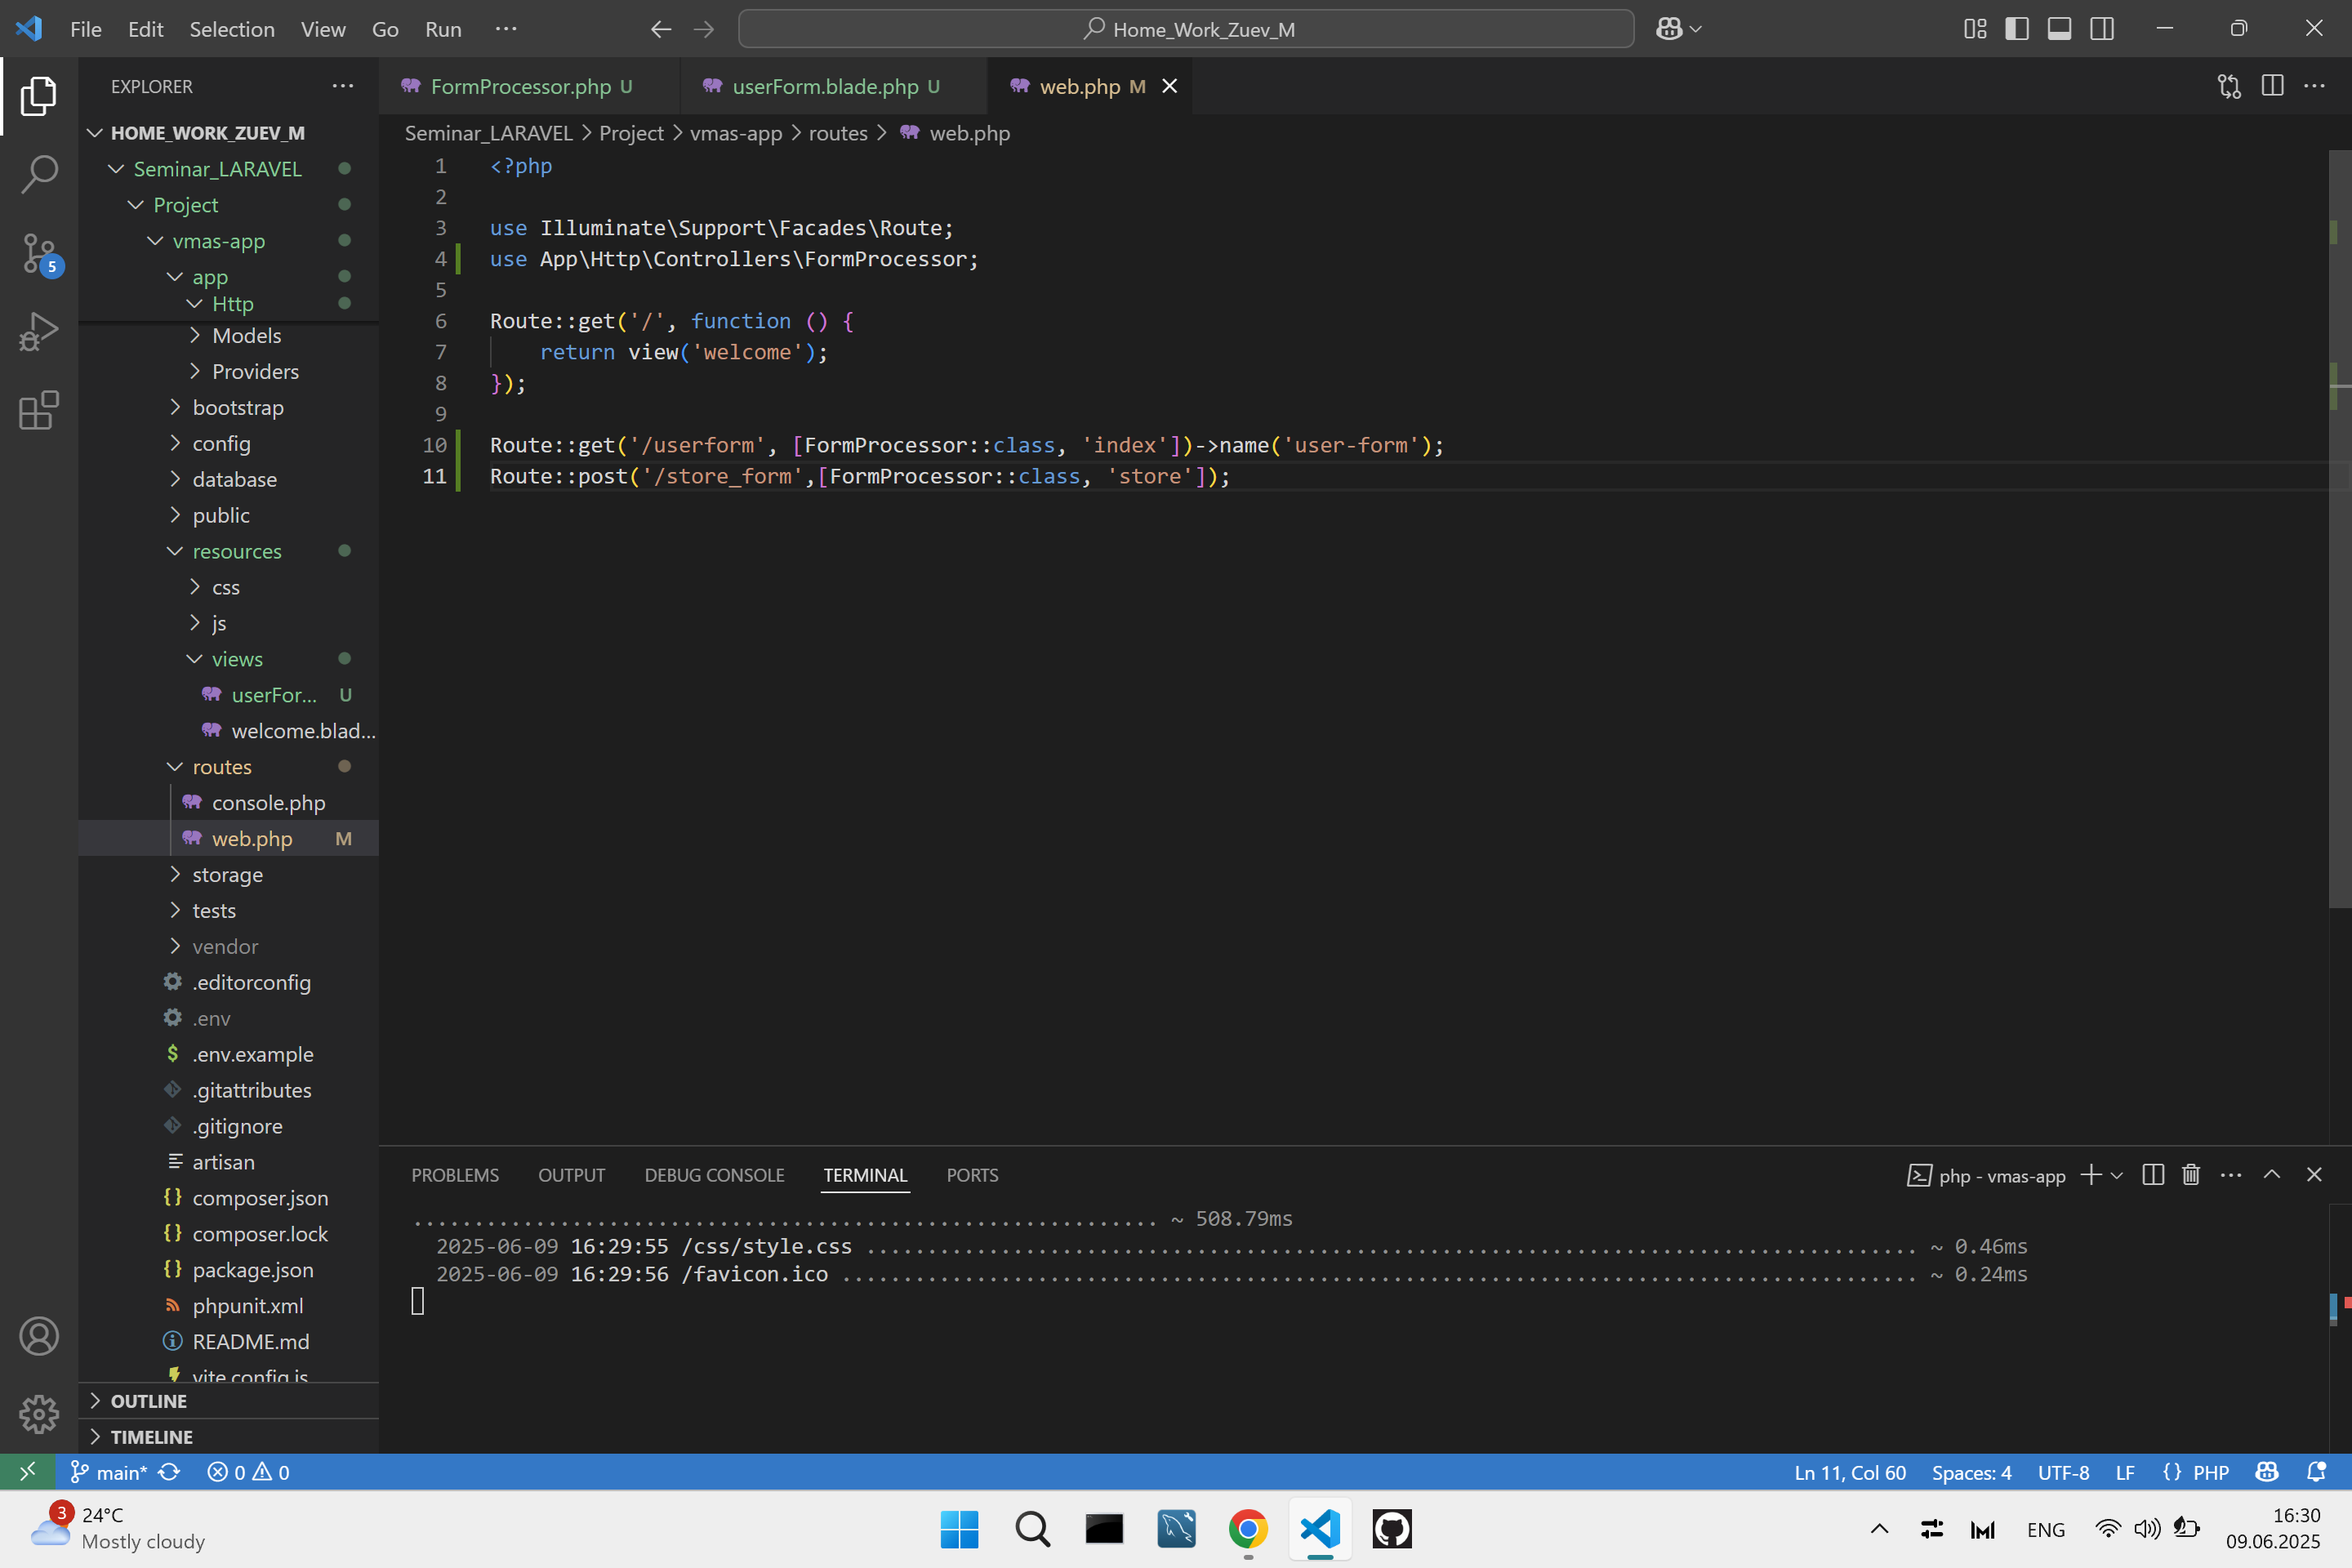 File Edit Selection View Go Run ··· Home_Work_Zuev_M
EXPLORER ···
HOME_WORK_ZUEV_M
Seminar_LARAVEL
Project
vmas-app
app
Http
Models
Providers
bootstrap
config
database
public
resources
css
js
views
userFor... U
welcome.blad...
routes
console.php
web.php M
storage
tests
vendor
.editorconfig
.env
.env.example
.gitattributes
.gitignore
artisan
composer.json
composer.lock
package.json
phpunit.xml
README.md
vite.config.js
OUTLINE
TIMELINE
5
FormProcessor.php U userForm.blade.php U web.php M
Seminar_LARAVEL > Project > vmas-app > routes > web.php
1 <?php
2
3 use Illuminate\Support\Facades\Route;
4 use App\Http\Controllers\FormProcessor;
5
6 Route::get('/', function () {
7 return view('welcome');
8 });
9
10 Route::get('/userform', [FormProcessor::class, 'index'])->name('user-form');
11 Route::post('/store_form',[FormProcessor::class, 'store']);
PROBLEMS OUTPUT DEBUG CONSOLE TERMINAL PORTS php - vmas-app
............................................................. ~ 508.79ms
2025-06-09 16:29:55 /css/style.css ...................................................................................... ~ 0.46ms
2025-06-09 16:29:56 /favicon.ico ........................................................................................ ~ 0.24ms
main* 0 0 Ln 11, Col 60 Spaces: 4 UTF-8 LF {} PHP
3 24°C
Mostly cloudy
ENG
16:30
09.06.2025